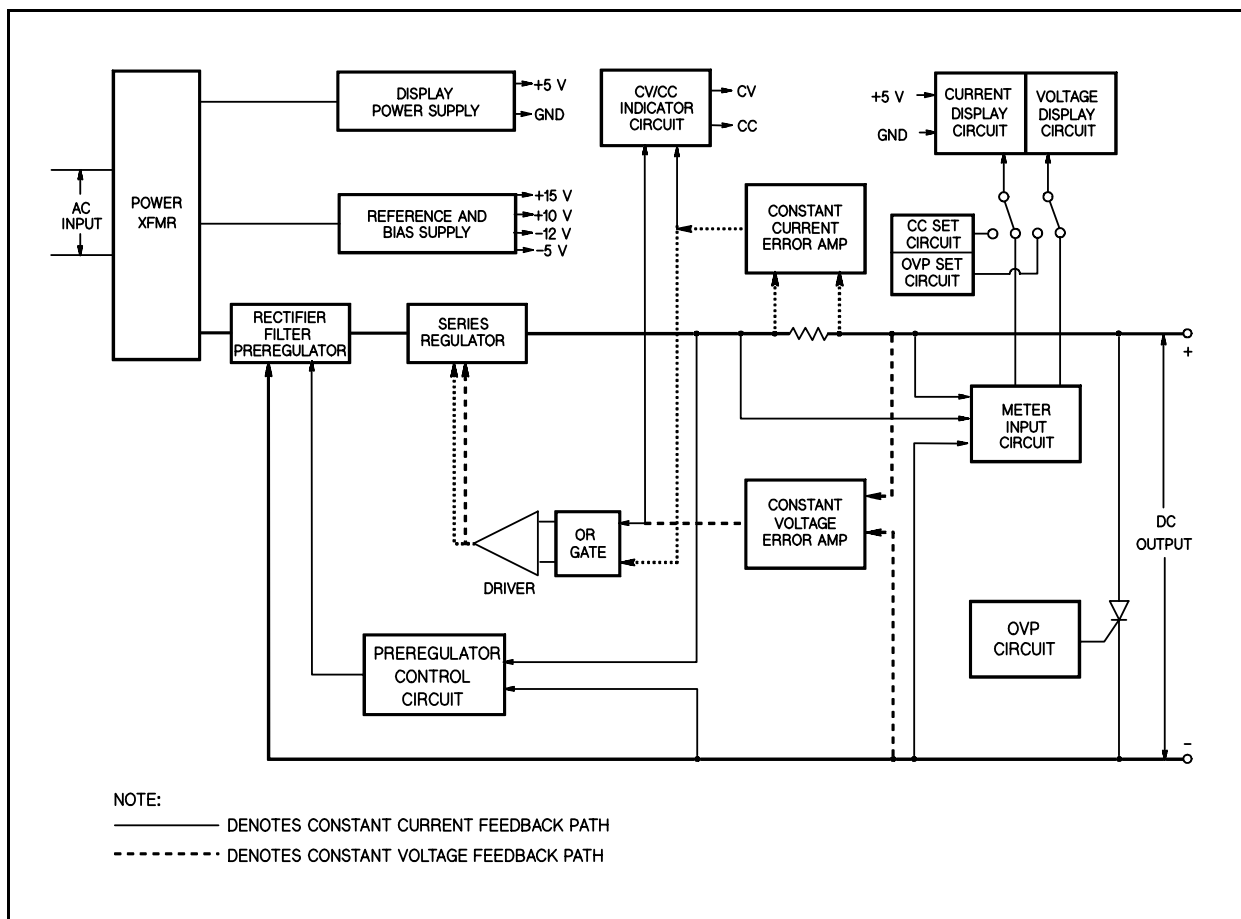 POWER
XFMR
AC
INPUT
DISPLAY
POWER SUPPLY
+5 V
GND
REFERENCE AND
BIAS SUPPLY
+15 V
+10 V
-12 V
-5 V
CV/CC
INDICATOR
CIRCUIT
CV
CC
+5 V
GND
CURRENT
DISPLAY
CIRCUIT
VOLTAGE
DISPLAY
CIRCUIT
CONSTANT
CURRENT
ERROR AMP
CC SET
CIRCUIT
OVP SET
CIRCUIT
RECTIFIER
FILTER
PREREGULATOR
SERIES
REGULATOR
+
METER
INPUT
CIRCUIT
CONSTANT
VOLTAGE
ERROR AMP
OR
GATE
DRIVER
DC
OUTPUT
OVP
CIRCUIT
PREREGULATOR
CONTROL
CIRCUIT
-
NOTE:
DENOTES CONSTANT CURRENT FEEDBACK PATH
DENOTES CONSTANT VOLTAGE FEEDBACK PATH